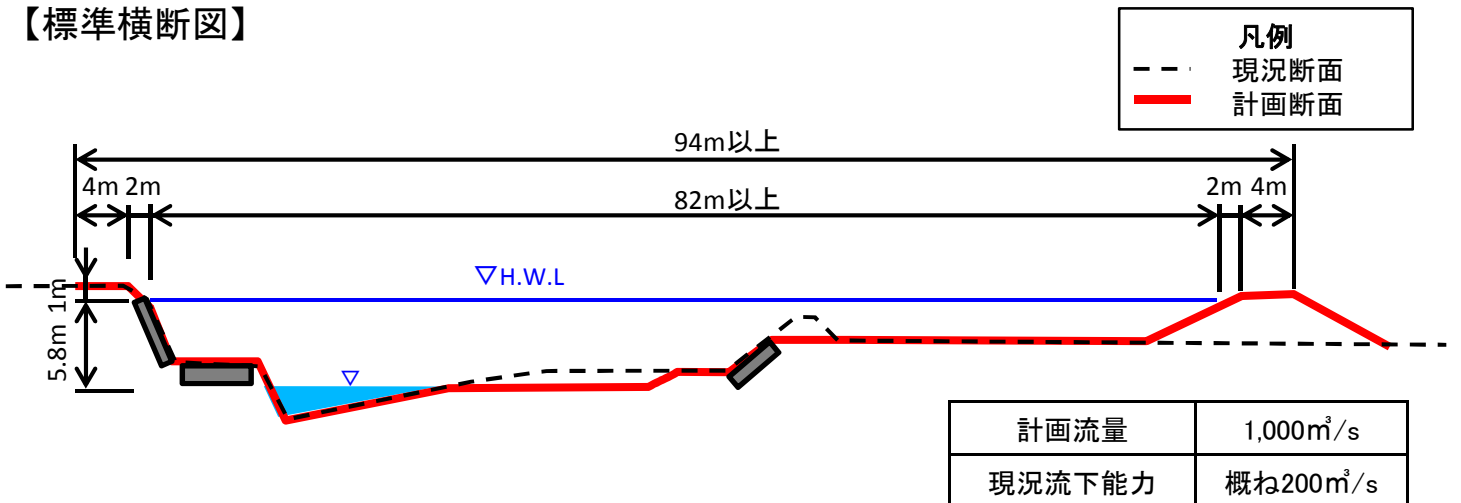 【標準横断図】
凡例
現況断面
計画断面
94m以上
4m 2m
82m以上
2m 4m
▽H.W.L
1m
5.8m
▽
計画流量 1,000㎥/s
現況流下能力 概ね200㎥/s